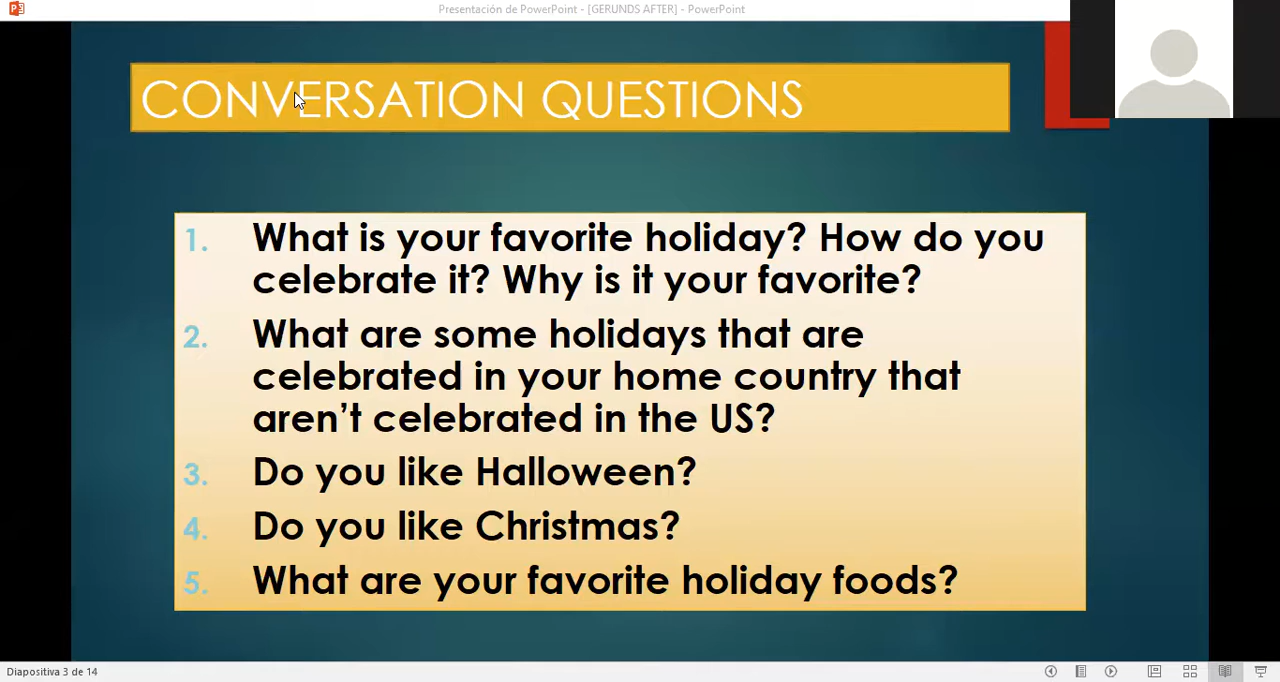 Presentación de PowerPoint - [GERUNDS AFTER] - PowerPoint
CONVERSATION QUESTIONS
1. What is your favorite holiday? How do you
celebrate it? Why is it your favorite?
2. What are some holidays that are
celebrated in your home country that
aren’t celebrated in the US?
3. Do you like Halloween?
4. Do you like Christmas?
5. What are your favorite holiday foods?
Diapositiva 3 de 14